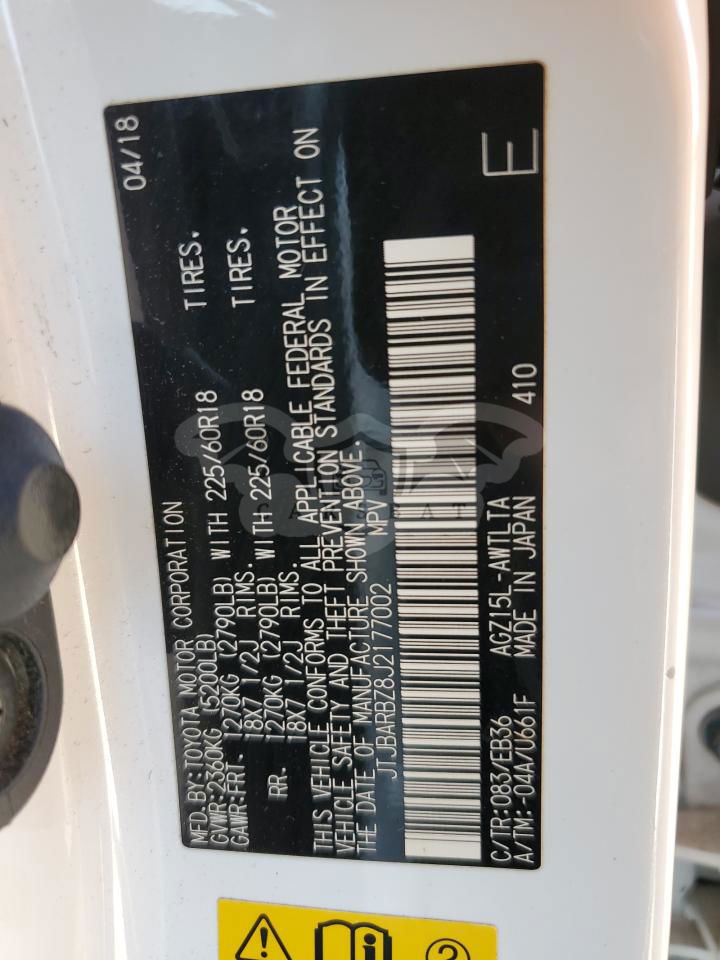 MFD. BY: TOYOTA MOTOR CORPORATION 04/18
GVWR: 2360KG (5200LB)
GAWR: FRT. 1270KG (2790LB) WITH 225/60R18 TIRES.
18X7 1/2J RIMS.
RR. 1270KG (2790LB) WITH 225/60R18 TIRES.
18X7 1/2J RIMS.
THIS VEHICLE CONFORMS TO ALL APPLICABLE FEDERAL MOTOR
VEHICLE SAFETY AND THEFT PREVENTION STANDARDS IN EFFECT ON
THE DATE OF MANUFACTURE SHOWN ABOVE.
JTJBARBZ8J2177002 MPV
E
C/TR: 083/EB36 AGZ15L-AWTLTA 410
A/TM: -04A/U661F MADE IN JAPAN